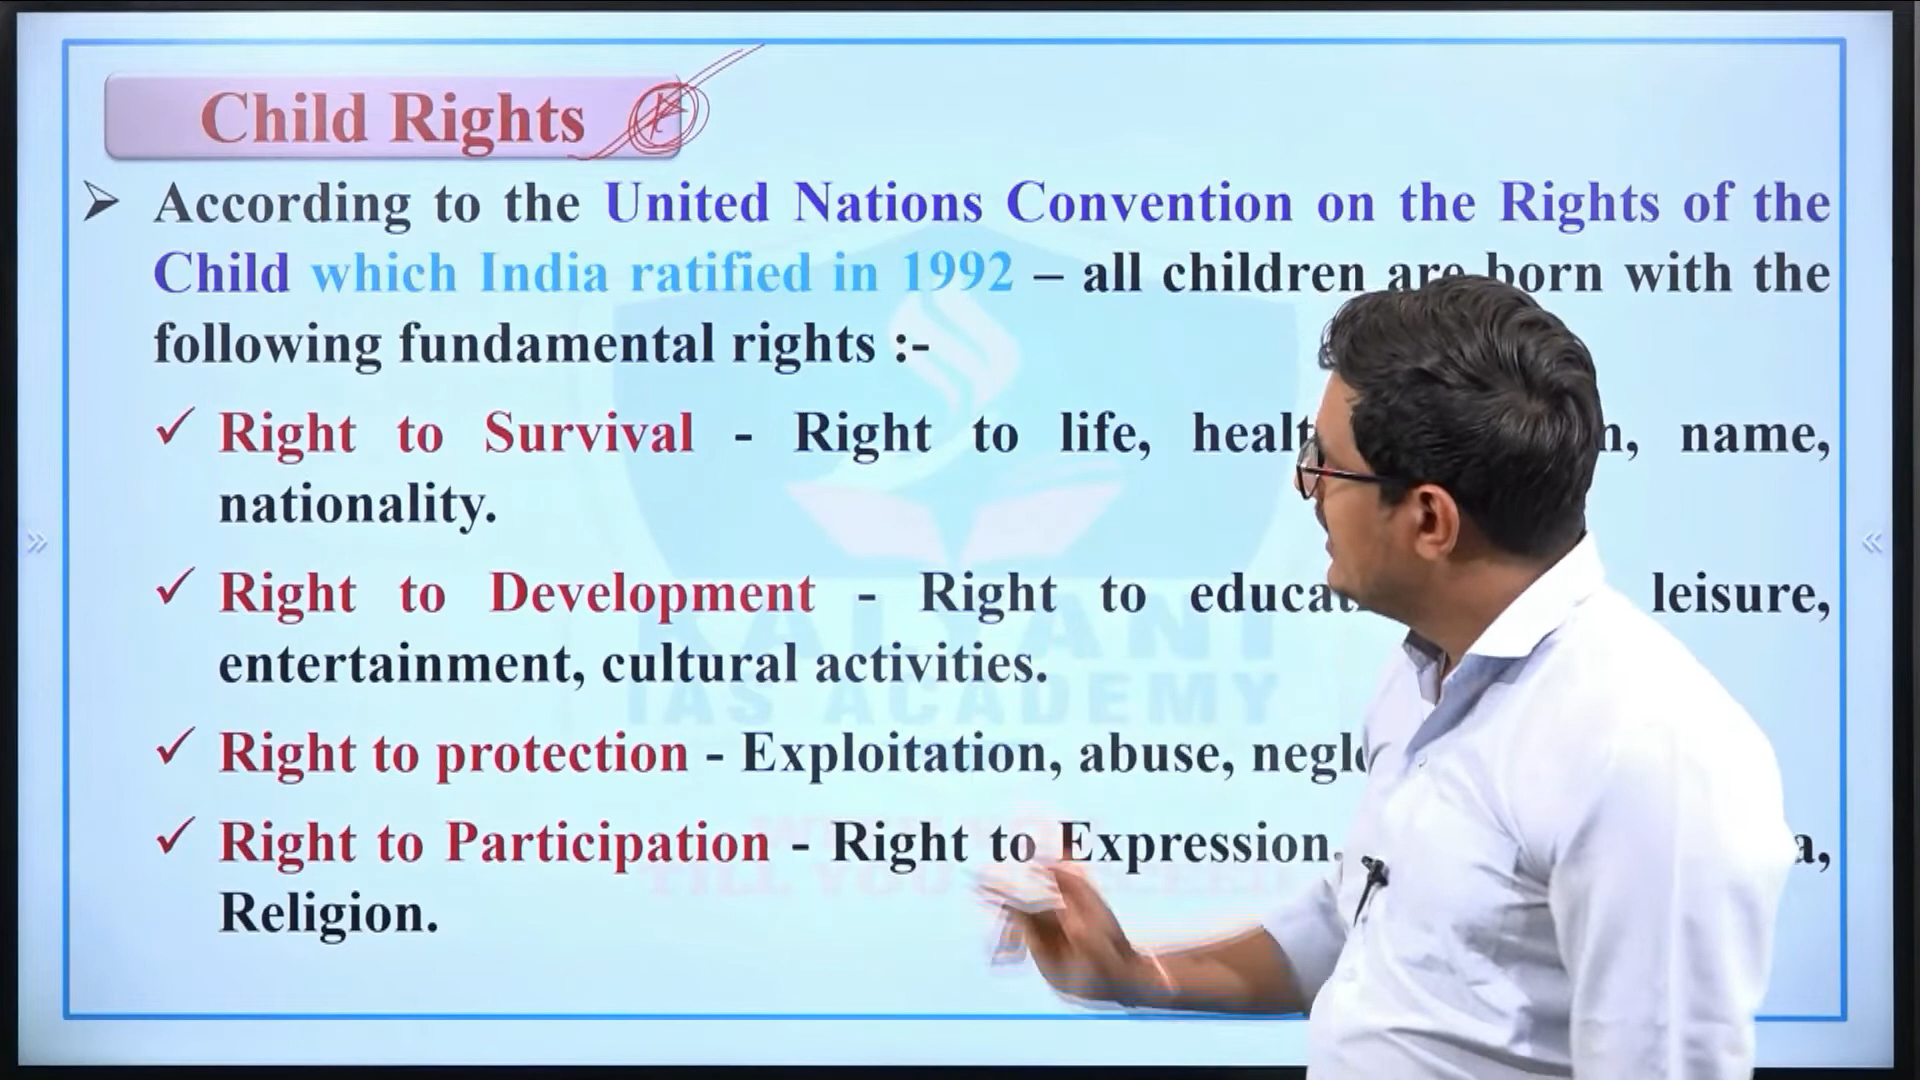 Child Rights
According to the United Nations Convention on the Rights of the
Child which India ratified in 1992 – all children are born with the
following fundamental rights :-
Right to Survival - Right to life, name,
nationality.
Right to Development - Right to leisure,
entertainment, cultural activities.
Right to protection - Exploitation, abuse,
Right to Participation - Right to Expression,
Religion.
KALYANI
IAS ACADEMY